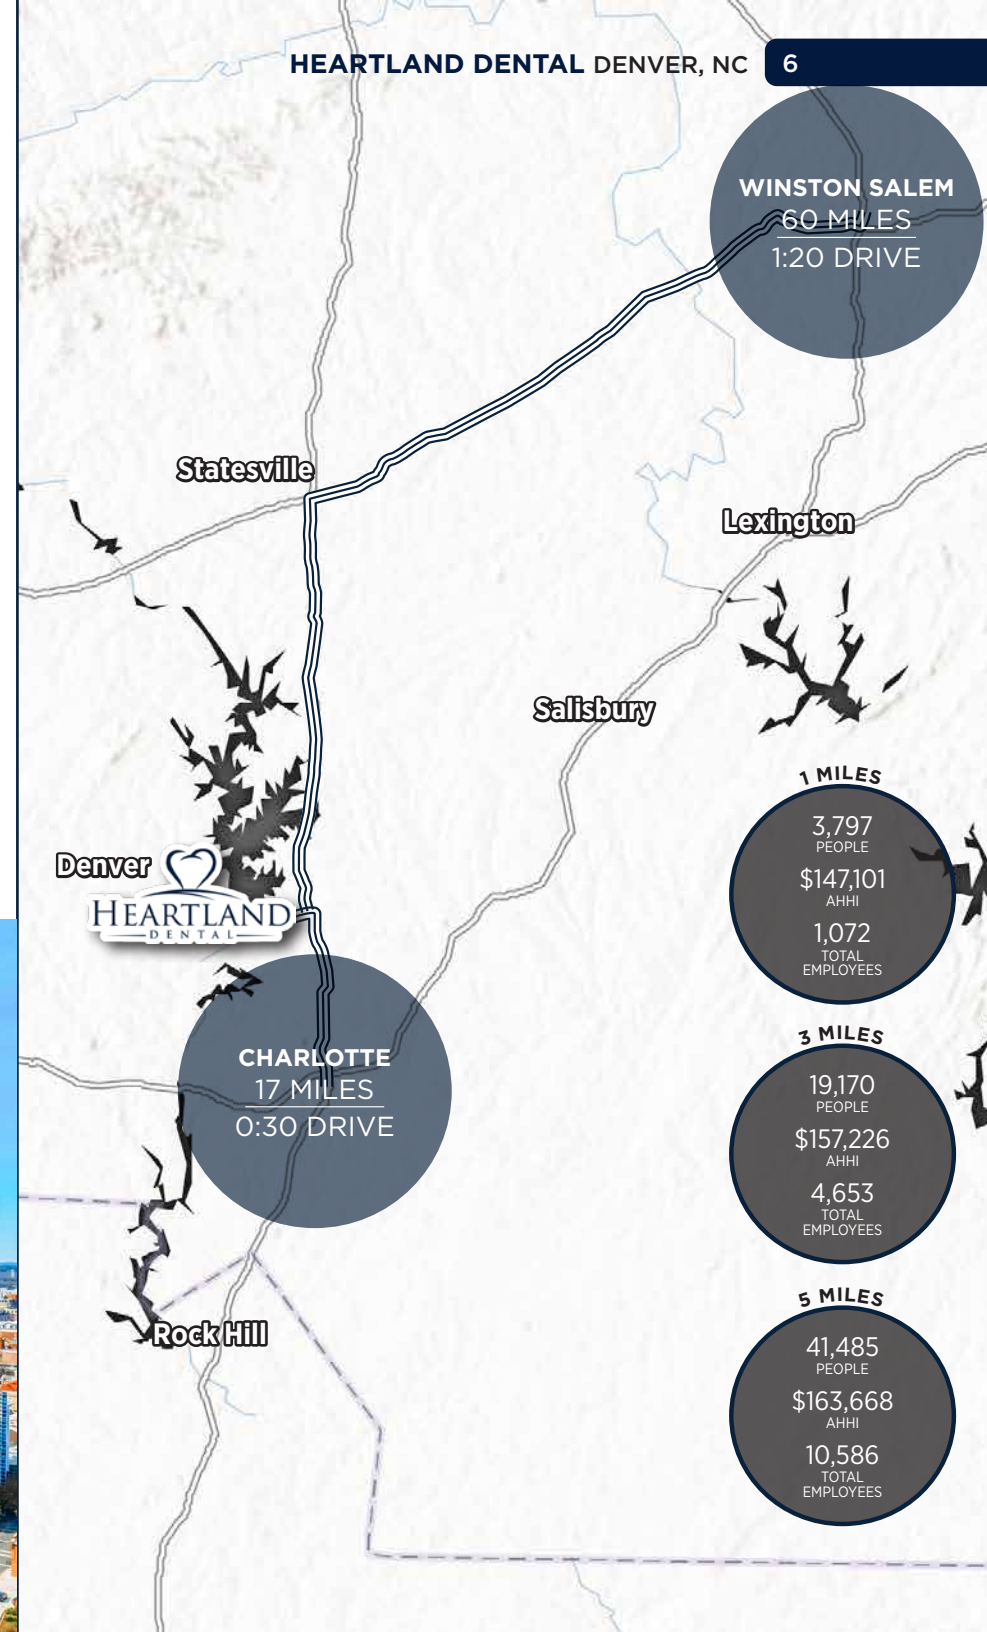 HEARTLAND DENTAL DENVER, NC 6
WINSTON SALEM
60 MILES
1:20 DRIVE
Statesville
Lexington
Salisbury
Denver
HEARTLAND
DENTAL
CHARLOTTE
17 MILES
0:30 DRIVE
Rock Hill
1 MILES
3,797
PEOPLE
$147,101
AHHI
1,072
TOTAL
EMPLOYEES
3 MILES
19,170
PEOPLE
$157,226
AHHI
4,653
TOTAL
EMPLOYEES
5 MILES
41,485
PEOPLE
$163,668
AHHI
10,586
TOTAL
EMPLOYEES